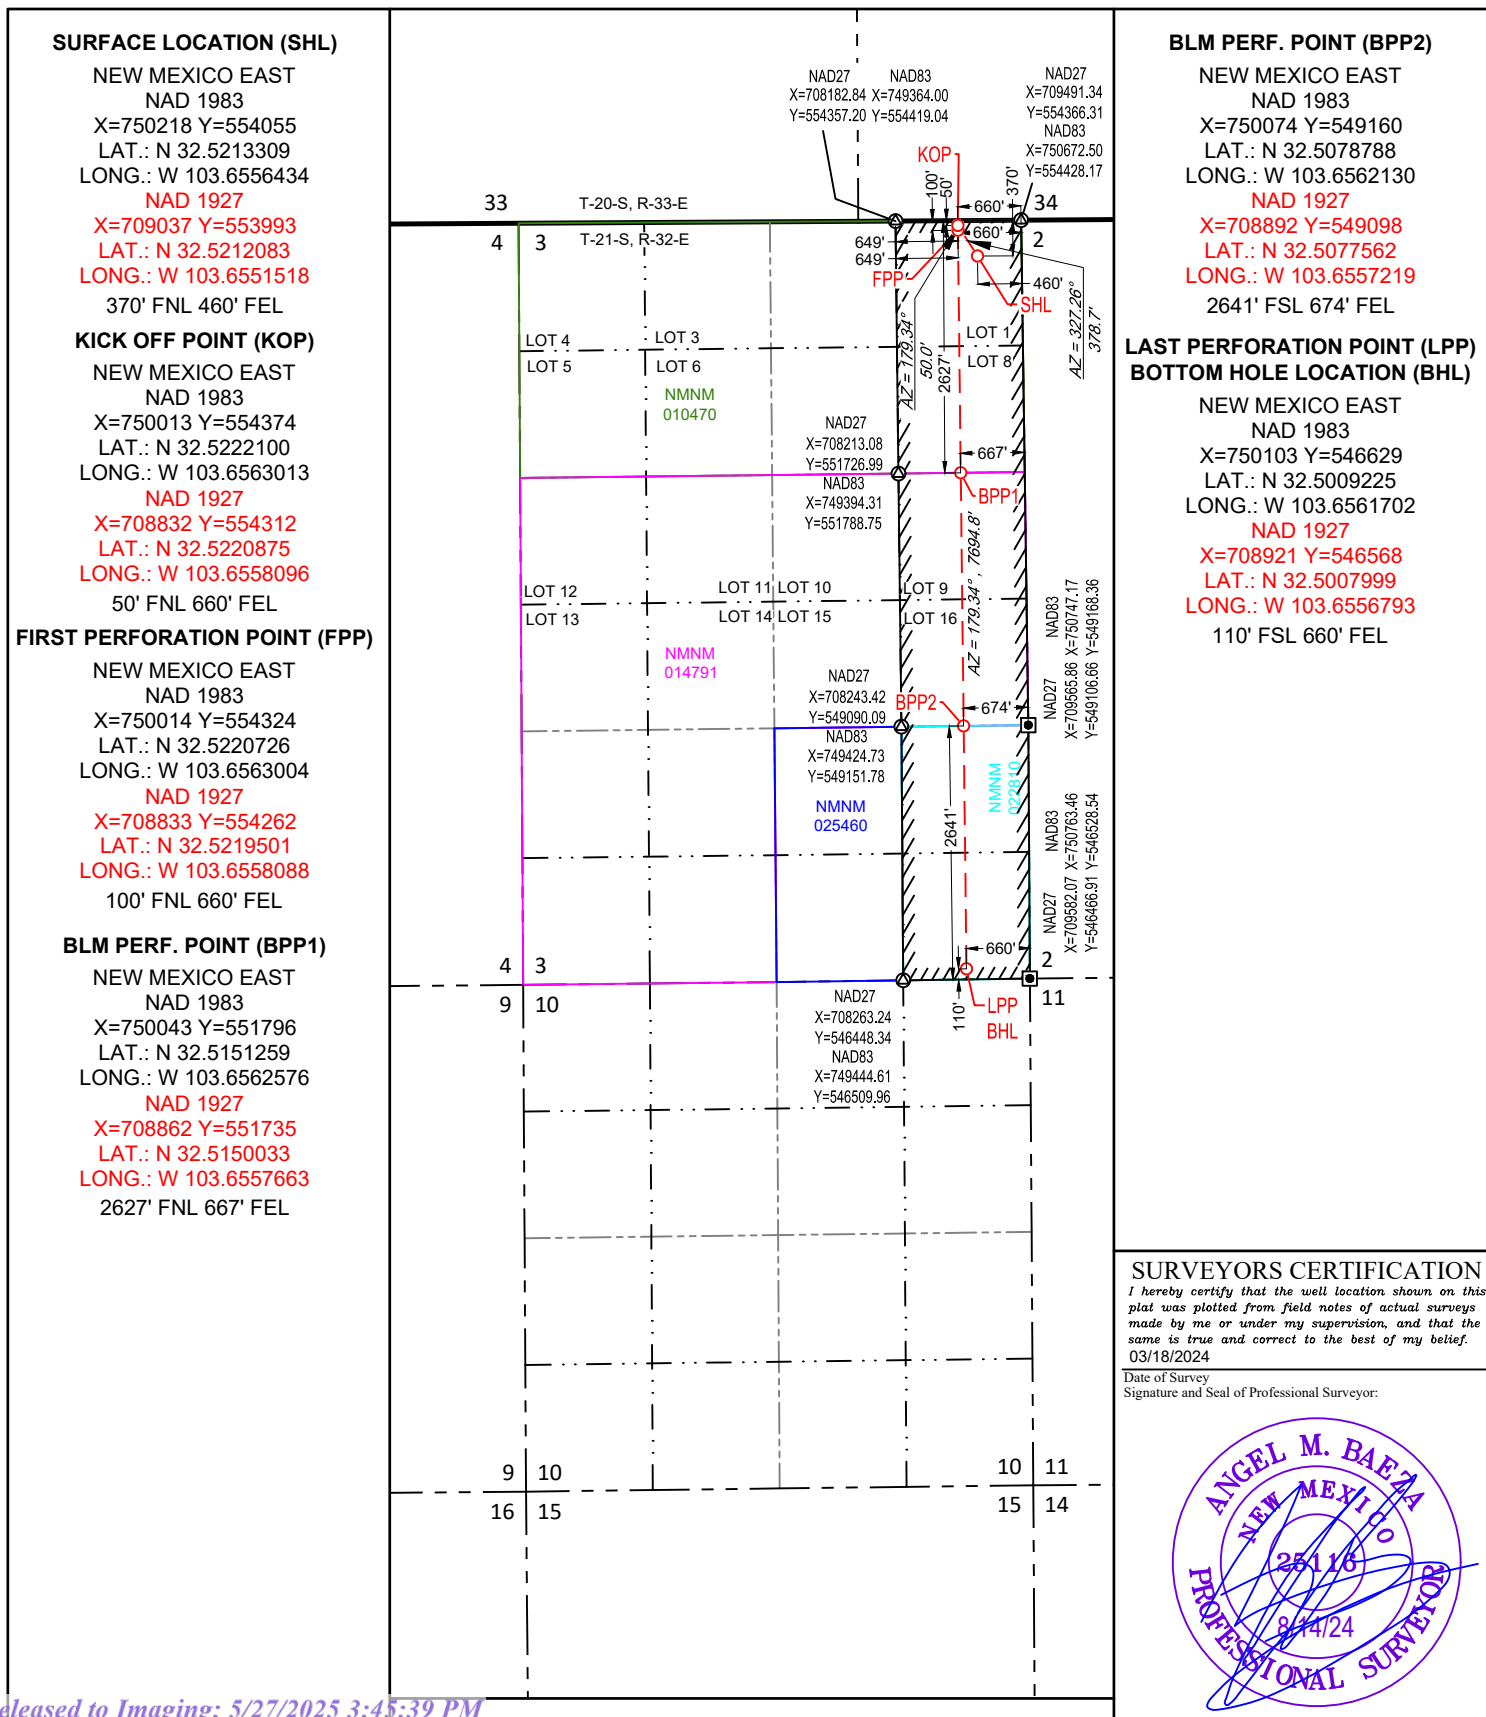 SURFACE LOCATION (SHL)
NEW MEXICO EAST
NAD 1983
X=750218 Y=554055
LAT.: N 32.5213309
LONG.: W 103.6556434
NAD 1927
X=709037 Y=553993
LAT.: N 32.5212083
LONG.: W 103.6551518
370' FNL 460' FEL
KICK OFF POINT (KOP)
NEW MEXICO EAST
NAD 1983
X=750013 Y=554374
LAT.: N 32.5222100
LONG.: W 103.6563013
NAD 1927
X=708832 Y=554312
LAT.: N 32.5220875
LONG.: W 103.6558096
50' FNL 660' FEL
FIRST PERFORATION POINT (FPP)
NEW MEXICO EAST
NAD 1983
X=750014 Y=554324
LAT.: N 32.5220726
LONG.: W 103.6563004
NAD 1927
X=708833 Y=554262
LAT.: N 32.5219501
LONG.: W 103.6558088
100' FNL 660' FEL
BLM PERF. POINT (BPP1)
NEW MEXICO EAST
NAD 1983
X=750043 Y=551796
LAT.: N 32.5151259
LONG.: W 103.6562576
NAD 1927
X=708862 Y=551735
LAT.: N 32.5150033
LONG.: W 103.6557663
2627' FNL 667' FEL
NAD27
X=708182.84
Y=554357.20
NAD83
X=749364.00
Y=554419.04
NAD27
X=709491.34
Y=554366.31
NAD83
X=750672.50
Y=554428.17
KOP
100'
50'
370'
660'
33
T-20-S, R-33-E
34
4
3
T-21-S, R-32-E
2
649'
649'
660'
FPP
460'
SHL
AZ = 327.26°
378.7'
AZ = 179.34°
50.0'
2627'
LOT 4
LOT 3
LOT 1
LOT 5
LOT 6
LOT 8
NMNM
010470
NAD27
X=708213.08
Y=551726.99
NAD83
X=749394.31
Y=551788.75
667'
BPP1
AZ = 179.34°, 7694.8'
LOT 12
LOT 11
LOT 10
LOT 9
LOT 13
LOT 14
LOT 15
LOT 16
NMNM
014791
NAD27
X=709565.86
Y=549106.66
NAD83
X=750747.17
Y=549168.36
NAD27
X=708243.42
Y=549090.09
NAD83
X=749424.73
Y=549151.78
BPP2
674'
NMNM
025460
NMNM
022810
2641'
NAD27
X=709582.07
Y=546466.91
NAD83
X=750763.46
Y=546528.54
660'
4
3
2
9
10
11
110'
LPP
BHL
NAD27
X=708263.24
Y=546448.34
NAD83
X=749444.61
Y=546509.96
9
10
10
11
16
15
15
14
BLM PERF. POINT (BPP2)
NEW MEXICO EAST
NAD 1983
X=750074 Y=549160
LAT.: N 32.5078788
LONG.: W 103.6562130
NAD 1927
X=708892 Y=549098
LAT.: N 32.5077562
LONG.: W 103.6557219
2641' FSL 674' FEL
LAST PERFORATION POINT (LPP)
BOTTOM HOLE LOCATION (BHL)
NEW MEXICO EAST
NAD 1983
X=750103 Y=546629
LAT.: N 32.5009225
LONG.: W 103.6561702
NAD 1927
X=708921 Y=546568
LAT.: N 32.5007999
LONG.: W 103.6556793
110' FSL 660' FEL
SURVEYORS CERTIFICATION
I hereby certify that the well location shown on this
plat was plotted from field notes of actual surveys
made by me or under my supervision, and that the
same is true and correct to the best of my belief.
03/18/2024
Date of Survey
Signature and Seal of Professional Surveyor:
ANGEL M. BAEZA
NEW MEXICO
25116
8/14/24
PROFESSIONAL SURVEYOR
eleased to Imaging: 5/27/2025 3:45:39 PM